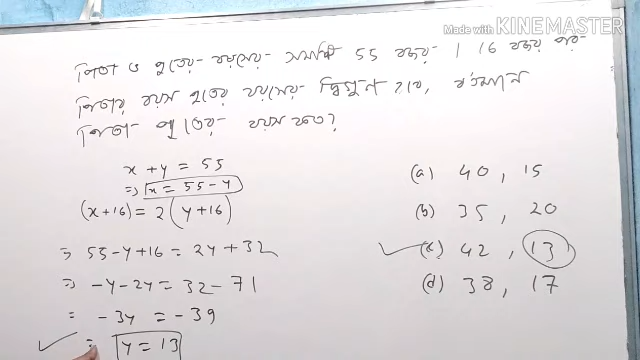 Made with KINEMASTER
পিতা ও পুত্রের বয়সের সমষ্টি 55 বছর। 16 বছর পর
পিতার বয়স পুত্রের বয়সের দ্বিগুন হবে, বর্তমান
পিতা পুত্রের বয়স কত?
x + y = 55
⇒ x = 55 - y
(x+16) = 2 (y+16)
⇒ 55 - y + 16 = 2y + 32
⇒ - y - 2y = 32 - 71
= - 3y = - 39
= y = 13
(a) 40, 15
(b) 35, 20
(c) 42, 13
(d) 38, 17